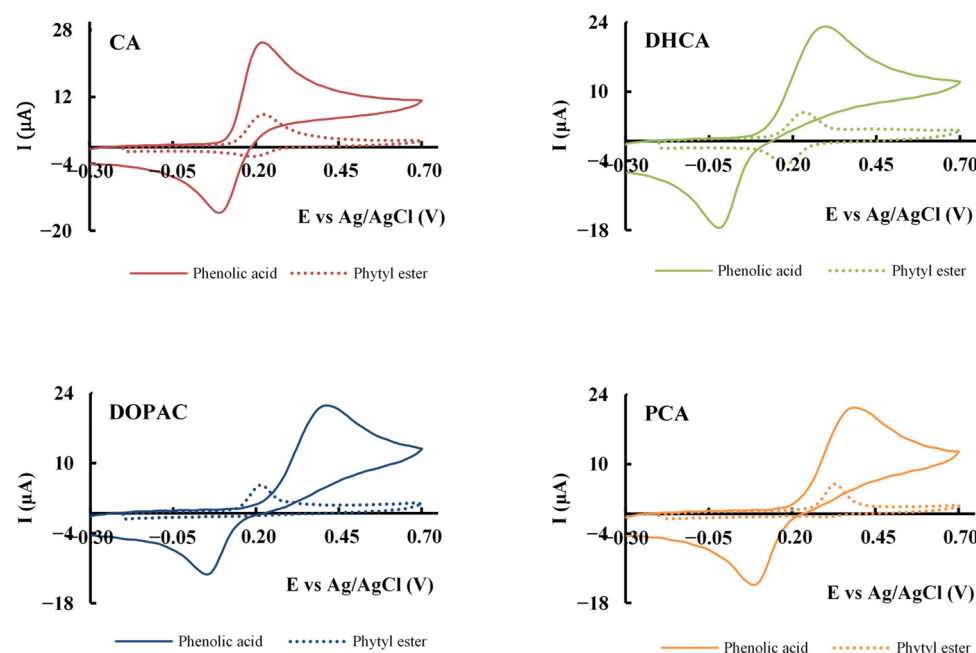 CA
28
12
−4
−20
I (µA)
−0.30 −0.05 0.20 0.45 0.70
E vs Ag/AgCl (V)
Phenolic acid Phytyl ester
DHCA
24
10
−4
−18
I (µA)
−0.30 −0.05 0.20 0.45 0.70
E vs Ag/AgCl (V)
Phenolic acid Phytyl ester
DOPAC
24
10
−4
−18
I (µA)
−0.30 −0.05 0.20 0.45 0.70
E vs Ag/AgCl (V)
Phenolic acid Phytyl ester
PCA
24
10
−4
−18
I (µA)
−0.30 −0.05 0.20 0.45 0.70
E vs Ag/AgCl (V)
Phenolic acid Phytyl ester